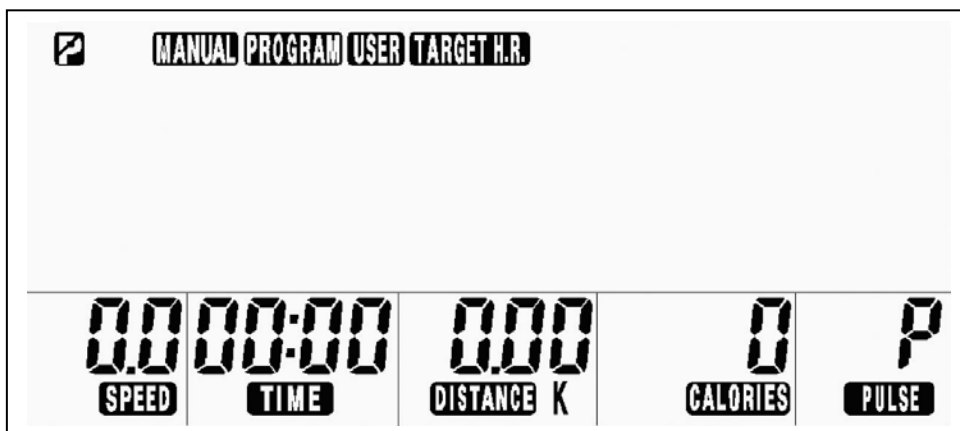 MANUAL PROGRAM USER TARGET H.R.
0.0 00:00 0.00 0 P
SPEED TIME DISTANCE K CALORIES PULSE